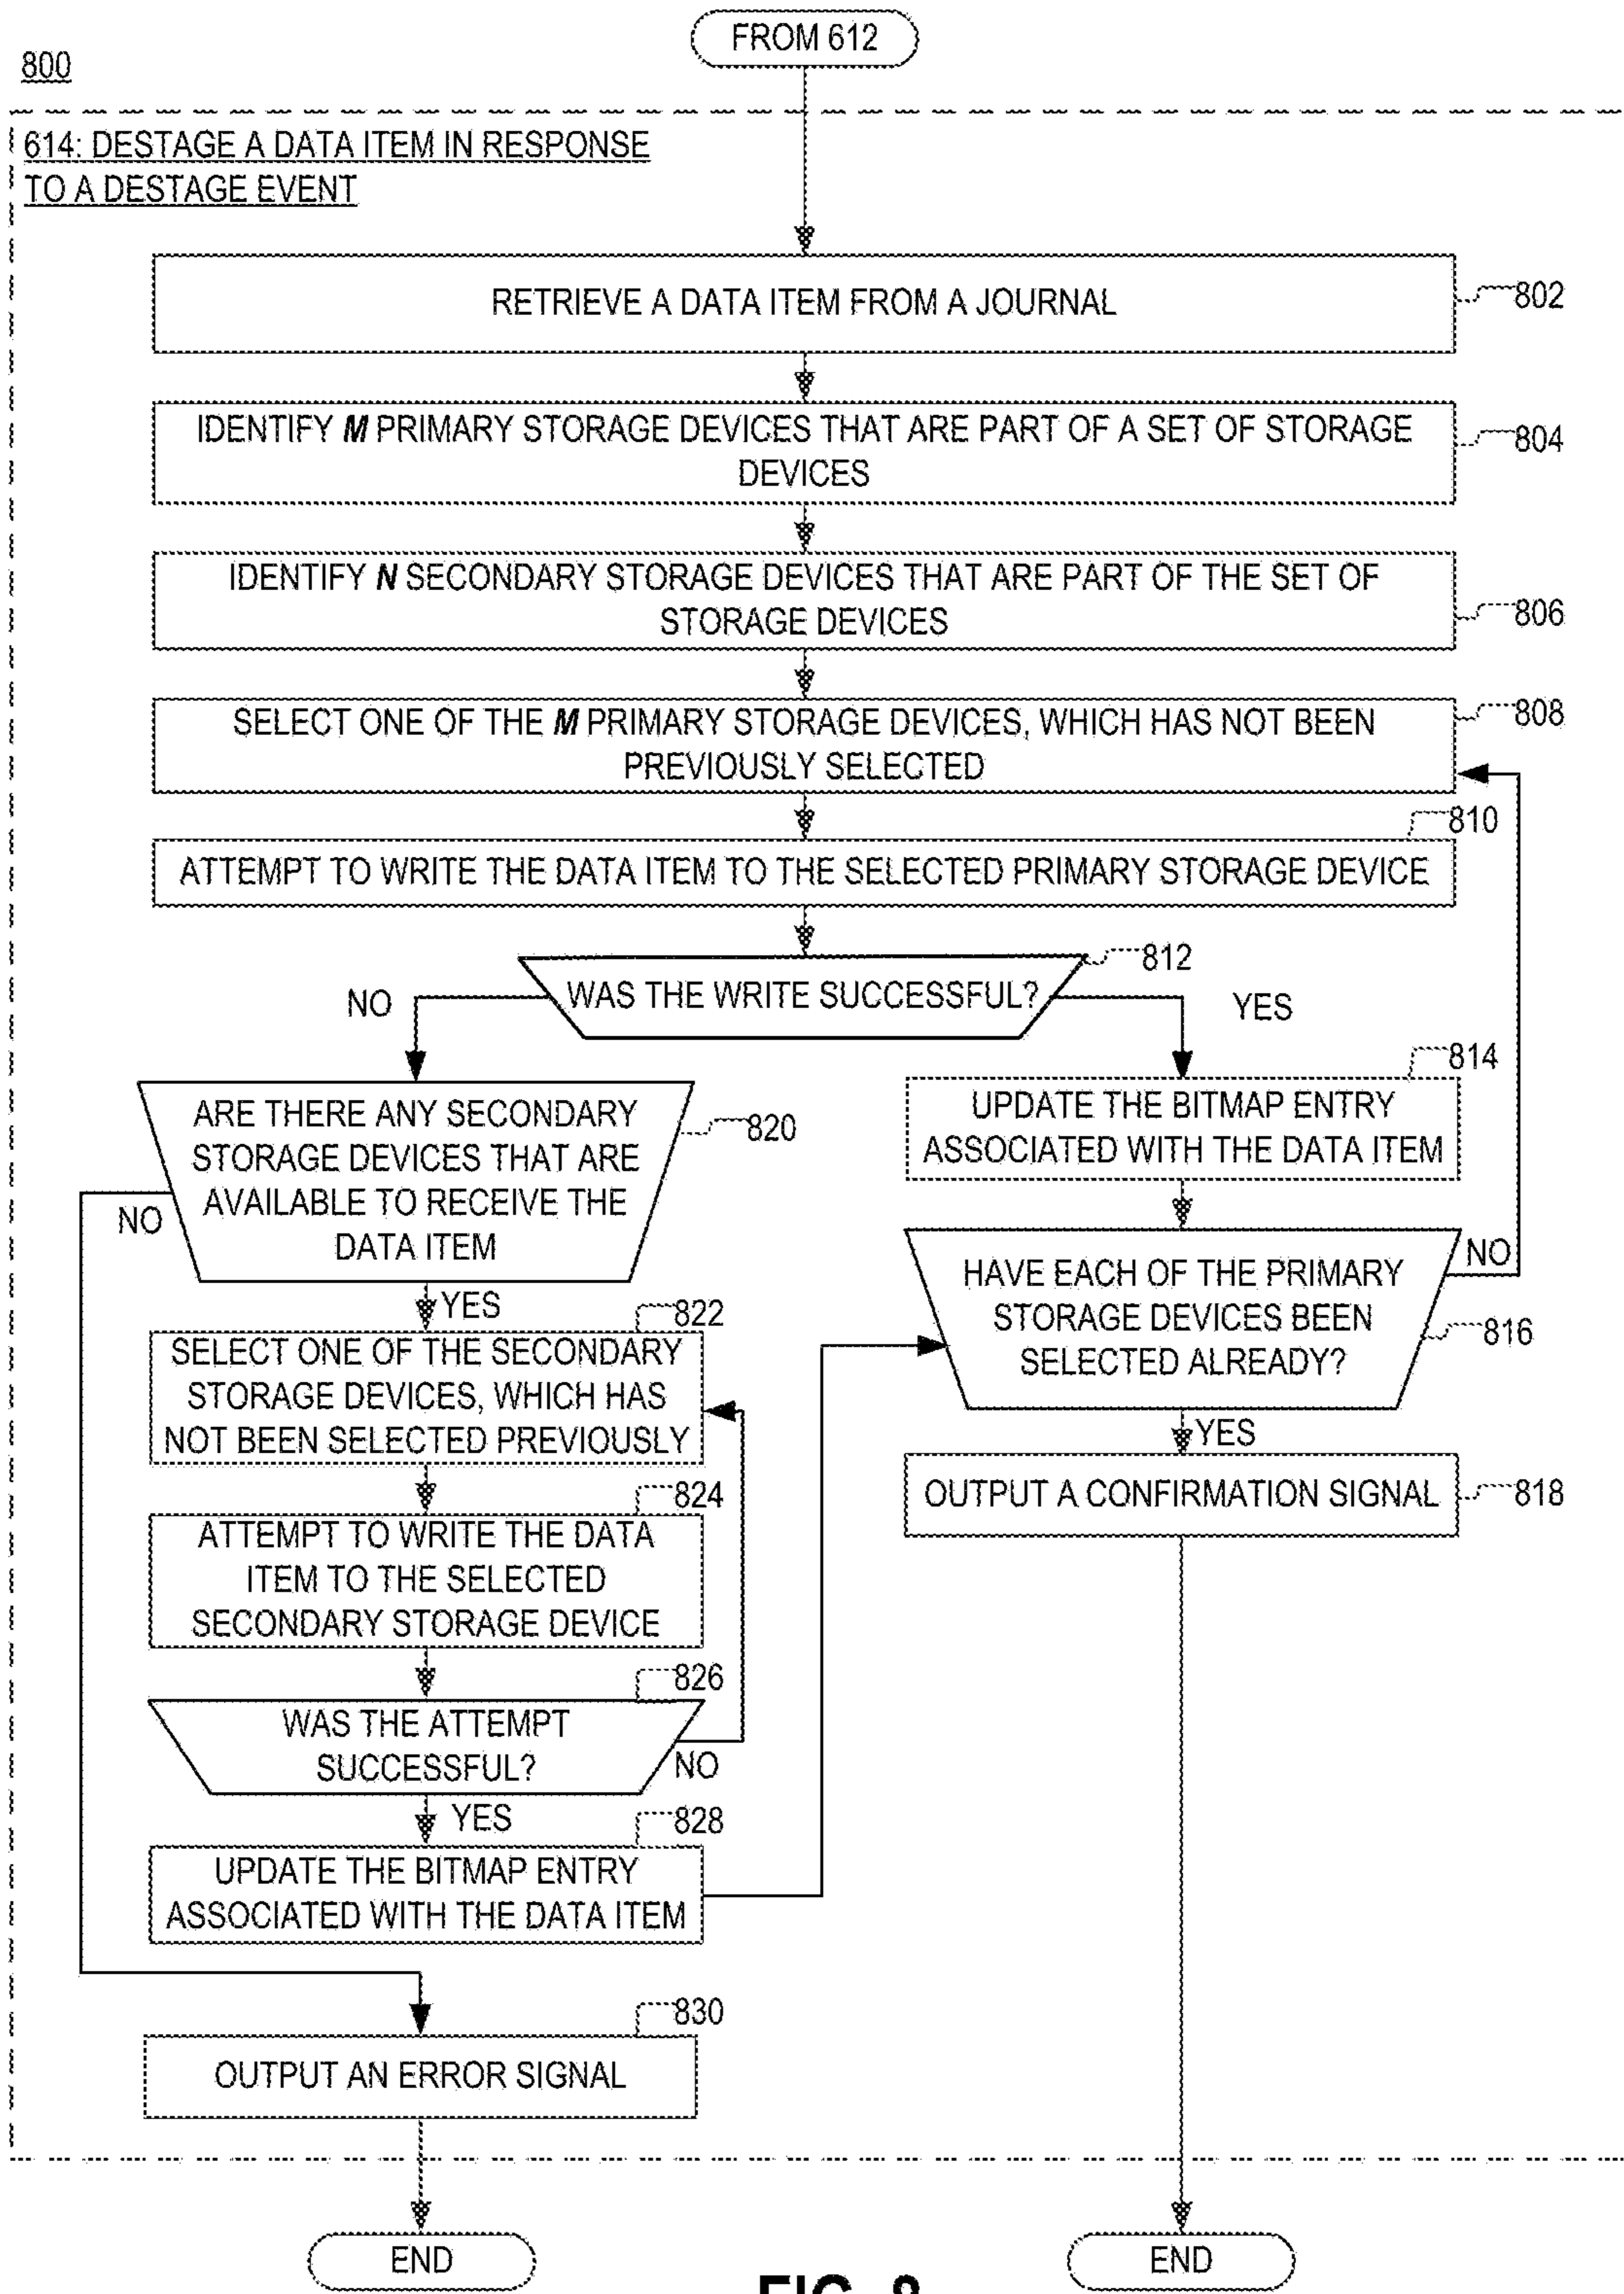 FROM 612
800
614: DESTAGE A DATA ITEM IN RESPONSE
TO A DESTAGE EVENT
RETRIEVE A DATA ITEM FROM A JOURNAL
802
IDENTIFY M PRIMARY STORAGE DEVICES THAT ARE PART OF A SET OF STORAGE
DEVICES
804
IDENTIFY N SECONDARY STORAGE DEVICES THAT ARE PART OF THE SET OF
STORAGE DEVICES
806
SELECT ONE OF THE M PRIMARY STORAGE DEVICES, WHICH HAS NOT BEEN
PREVIOUSLY SELECTED
808
810
ATTEMPT TO WRITE THE DATA ITEM TO THE SELECTED PRIMARY STORAGE DEVICE
812
WAS THE WRITE SUCCESSFUL?
NO
YES
814
UPDATE THE BITMAP ENTRY
ASSOCIATED WITH THE DATA ITEM
ARE THERE ANY SECONDARY
STORAGE DEVICES THAT ARE
AVAILABLE TO RECEIVE THE
DATA ITEM
820
NO
YES
HAVE EACH OF THE PRIMARY
STORAGE DEVICES BEEN
SELECTED ALREADY?
NO
816
YES
822
SELECT ONE OF THE SECONDARY
STORAGE DEVICES, WHICH HAS
NOT BEEN SELECTED PREVIOUSLY
OUTPUT A CONFIRMATION SIGNAL
818
824
ATTEMPT TO WRITE THE DATA
ITEM TO THE SELECTED
SECONDARY STORAGE DEVICE
826
WAS THE ATTEMPT
SUCCESSFUL?
NO
YES
828
UPDATE THE BITMAP ENTRY
ASSOCIATED WITH THE DATA ITEM
830
OUTPUT AN ERROR SIGNAL
END
END
FIG. 8